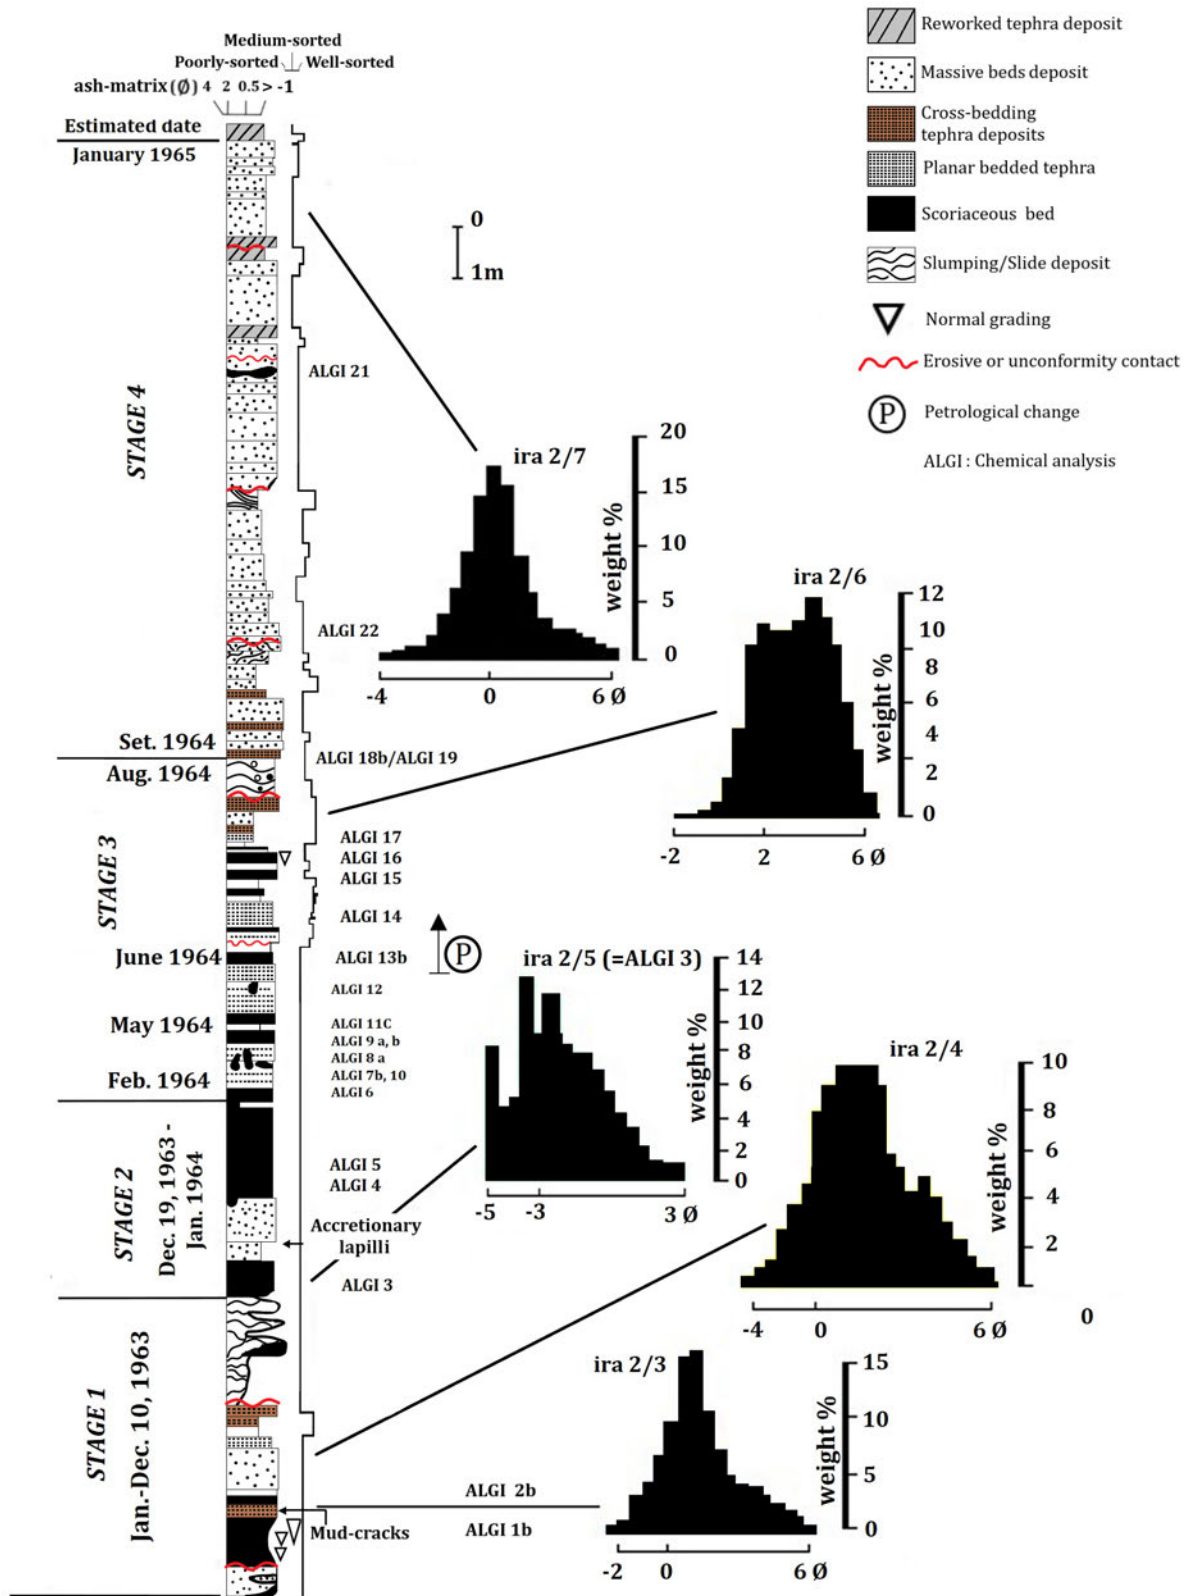 Medium-sorted
Poorly-sorted Well-sorted
ash-matrix(Ø) 4 2 0.5 > -1
Estimated date
January 1965
STAGE 4
Set. 1964
Aug. 1964
STAGE 3
June 1964
May 1964
Feb. 1964
STAGE 2
Dec. 19, 1963 -
Jan. 1964
STAGE 1
Jan.-Dec. 10, 1963
0
1m
ALGI 21
ALGI 22
ALGI 18b/ALGI 19
ALGI 17
ALGI 16
ALGI 15
ALGI 14
ALGI 13b
P
ALGI 12
ALGI 11C
ALGI 9 a, b
ALGI 8 a
ALGI 7b, 10
ALGI 6
ALGI 5
ALGI 4
Accretionary
lapilli
ALGI 3
ALGI 2b
ALGI 1b
Mud-cracks
ira 2/7
weight %
20
15
10
5
0
-4 0 6 Ø
ira 2/6
weight %
12
10
8
6
4
2
0
-2 2 6 Ø
ira 2/5 (=ALGI 3)
weight %
14
12
10
8
6
4
2
0
-5 -3 3 Ø
ira 2/4
weight %
10
8
6
4
2
0
-4 0 6 Ø
ira 2/3
weight %
15
10
5
0
-2 0 6 Ø
Reworked tephra deposit
Massive beds deposit
Cross-bedding
tephra deposits
Planar bedded tephra
Scoriaceous bed
Slumping/Slide deposit
Normal grading
Erosive or unconformity contact
P Petrological change
ALGI : Chemical analysis